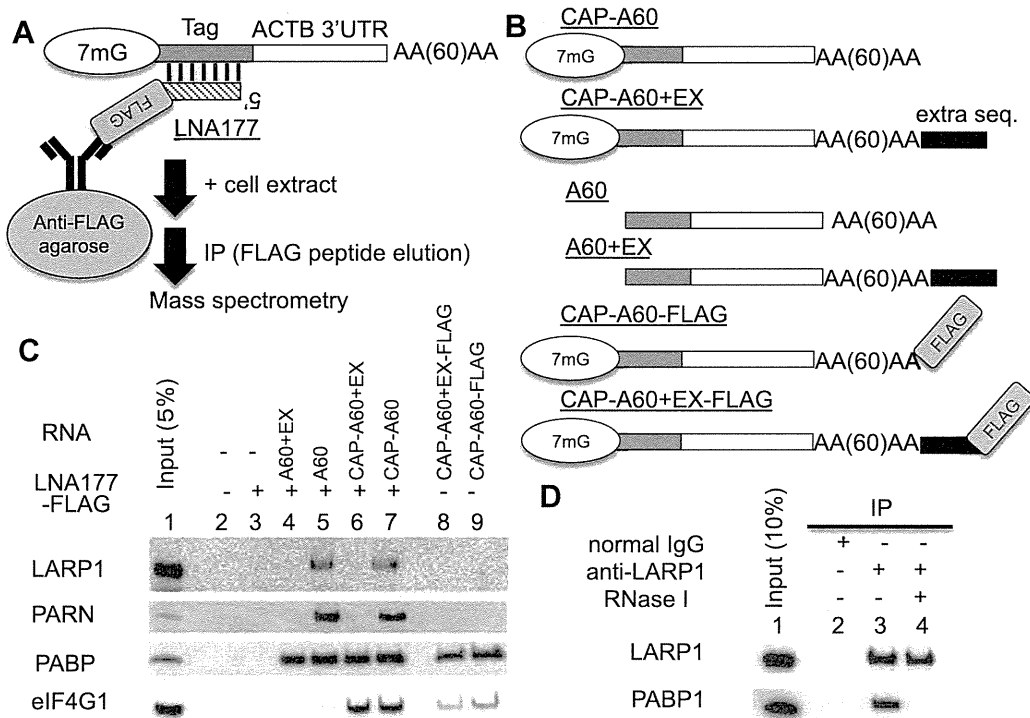 A
Tag
ACTB 3'UTR
7mG
AA(60)AA
FLAG
5'
LNA177
+ cell extract
Anti-FLAG
agarose
IP (FLAG peptide elution)
Mass spectrometry
B
CAP-A60
7mG
AA(60)AA
CAP-A60+EX
extra seq.
7mG
AA(60)AA
A60
AA(60)AA
A60+EX
AA(60)AA
CAP-A60-FLAG
FLAG
7mG
AA(60)AA
CAP-A60+EX-FLAG
FLAG
7mG
AA(60)AA
C
RNA
Input (5%)
- - A60+EX A60 CAP-A60+EX CAP-A60 CAP-A60+EX-FLAG CAP-A60-FLAG
LNA177
-FLAG
- + + + + + - -
1 2 3 4 5 6 7 8 9
LARP1
PARN
PABP
eIF4G1
D
Input (10%)
IP
normal IgG + - -
anti-LARP1 - + +
RNase I - - +
1 2 3 4
LARP1
PABP1